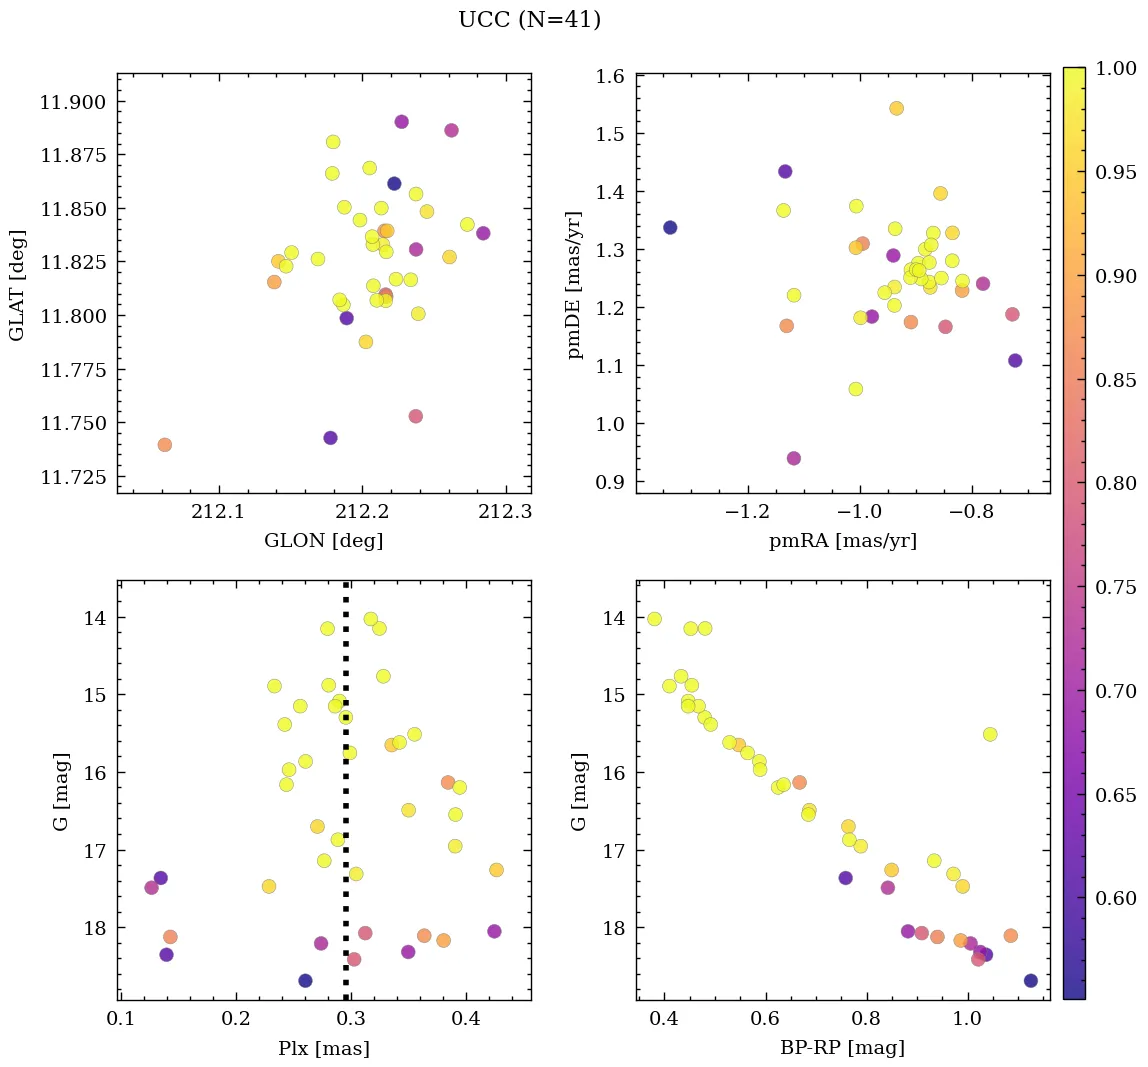 UCC (N=41)
11.900
11.875
11.850
11.825
11.800
11.775
11.750
11.725
GLAT [deg]
212.1 212.2 212.3
GLON [deg]
1.6
1.5
1.4
1.3
1.2
1.1
1.0
0.9
pmDE [mas/yr]
−1.2 −1.0 −0.8
pmRA [mas/yr]
14
15
16
17
18
G [mag]
0.1 0.2 0.3 0.4
Plx [mas]
14
15
16
17
18
G [mag]
0.4 0.6 0.8 1.0
BP-RP [mag]
1.00
0.95
0.90
0.85
0.80
0.75
0.70
0.65
0.60